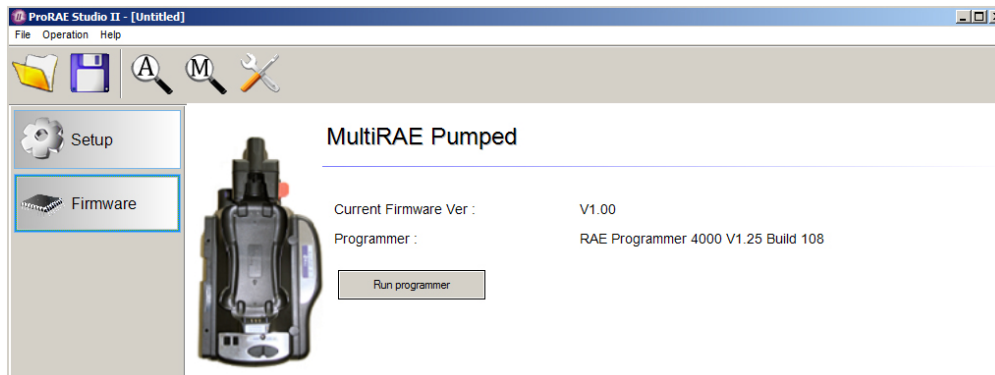 ProRAE Studio II - [Untitled]
File Operation Help
A M
Setup
Firmware
MultiRAE Pumped
Current Firmware Ver : V1.00
Programmer : RAE Programmer 4000 V1.25 Build 108
Run programmer